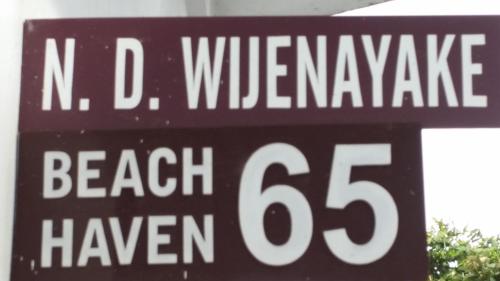 N. D. WIJENAYAKE
BEACH
HAVEN
65